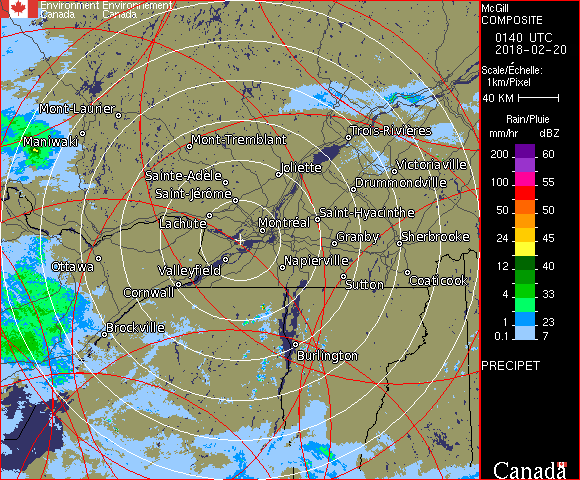 Environment Environnement
Canada Canada
Mont-Laurier
Maniwaki
Mont-Tremblant
Trois-Rivières
Joliette
Victoriaville
Sainte-Adèle
Drummondville
Saint-Jérôme
Saint-Hyacinthe
Lachute
Montréal
Granby
Sherbrooke
Ottawa
Valleyfield
Napierville
Cornwall
Sutton
Coaticook
Brockville
Burlington
McGill
COMPOSITE
0140 UTC
2018-02-20
Scale/Échelle:
1km/Pixel
40 KM
Rain/Pluie
mm/hr dBZ
200 60
100 55
50 50
24 45
12 40
4 33
1 23
0.1 7
PRECIPET
Canada